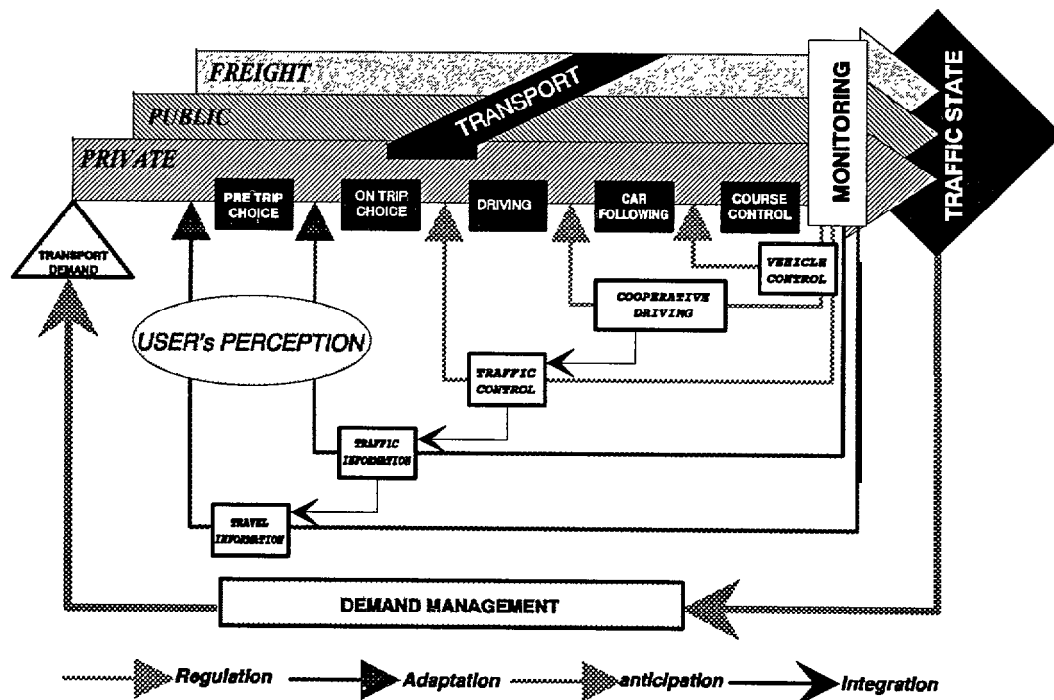 FREIGHT
TRANSPORT
PUBLIC
PRIVATE
MONITORING
TRAFFIC STATE
PRE TRIP
CHOICE
ON TRIP
CHOICE
DRIVING
CAR
FOLLOWING
COURSE
CONTROL
TRANSPORT
DEMAND
VEHICLE
CONTROL
COOPERATIVE
DRIVING
USER's PERCEPTION
TRAFFIC
CONTROL
TRAFFIC
INFORMATION
TRAVEL
INFORMATION
DEMAND MANAGEMENT
Regulation
Adaptation
anticipation
Integration